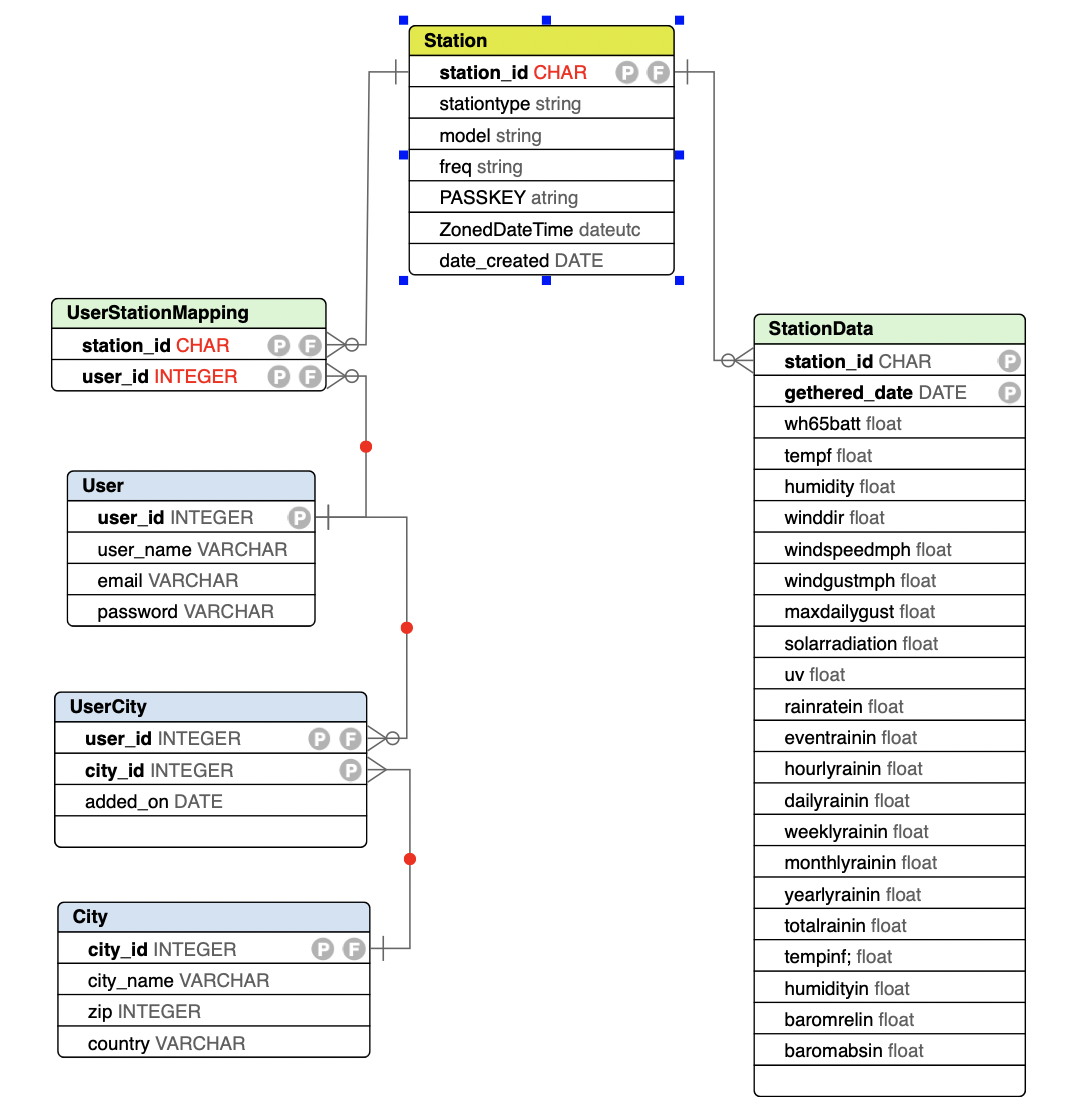 Station
station_id CHAR P F
stationtype string
model string
freq string
PASSKEY atring
ZonedDateTime dateutc
date_created DATE
UserStationMapping
station_id CHAR P F
user_id INTEGER P F
User
user_id INTEGER P
user_name VARCHAR
email VARCHAR
password VARCHAR
UserCity
user_id INTEGER P F
city_id INTEGER P
added_on DATE
City
city_id INTEGER P F
city_name VARCHAR
zip INTEGER
country VARCHAR
StationData
station_id CHAR P
gethered_date DATE P
wh65batt float
tempf float
humidity float
winddir float
windspeedmph float
windgustmph float
maxdailygust float
solarradiation float
uv float
rainratein float
eventrainin float
hourlyrainin float
dailyrainin float
weeklyrainin float
monthlyrainin float
yearlyrainin float
totalrainin float
tempinf; float
humidityin float
baromrelin float
baromabsin float